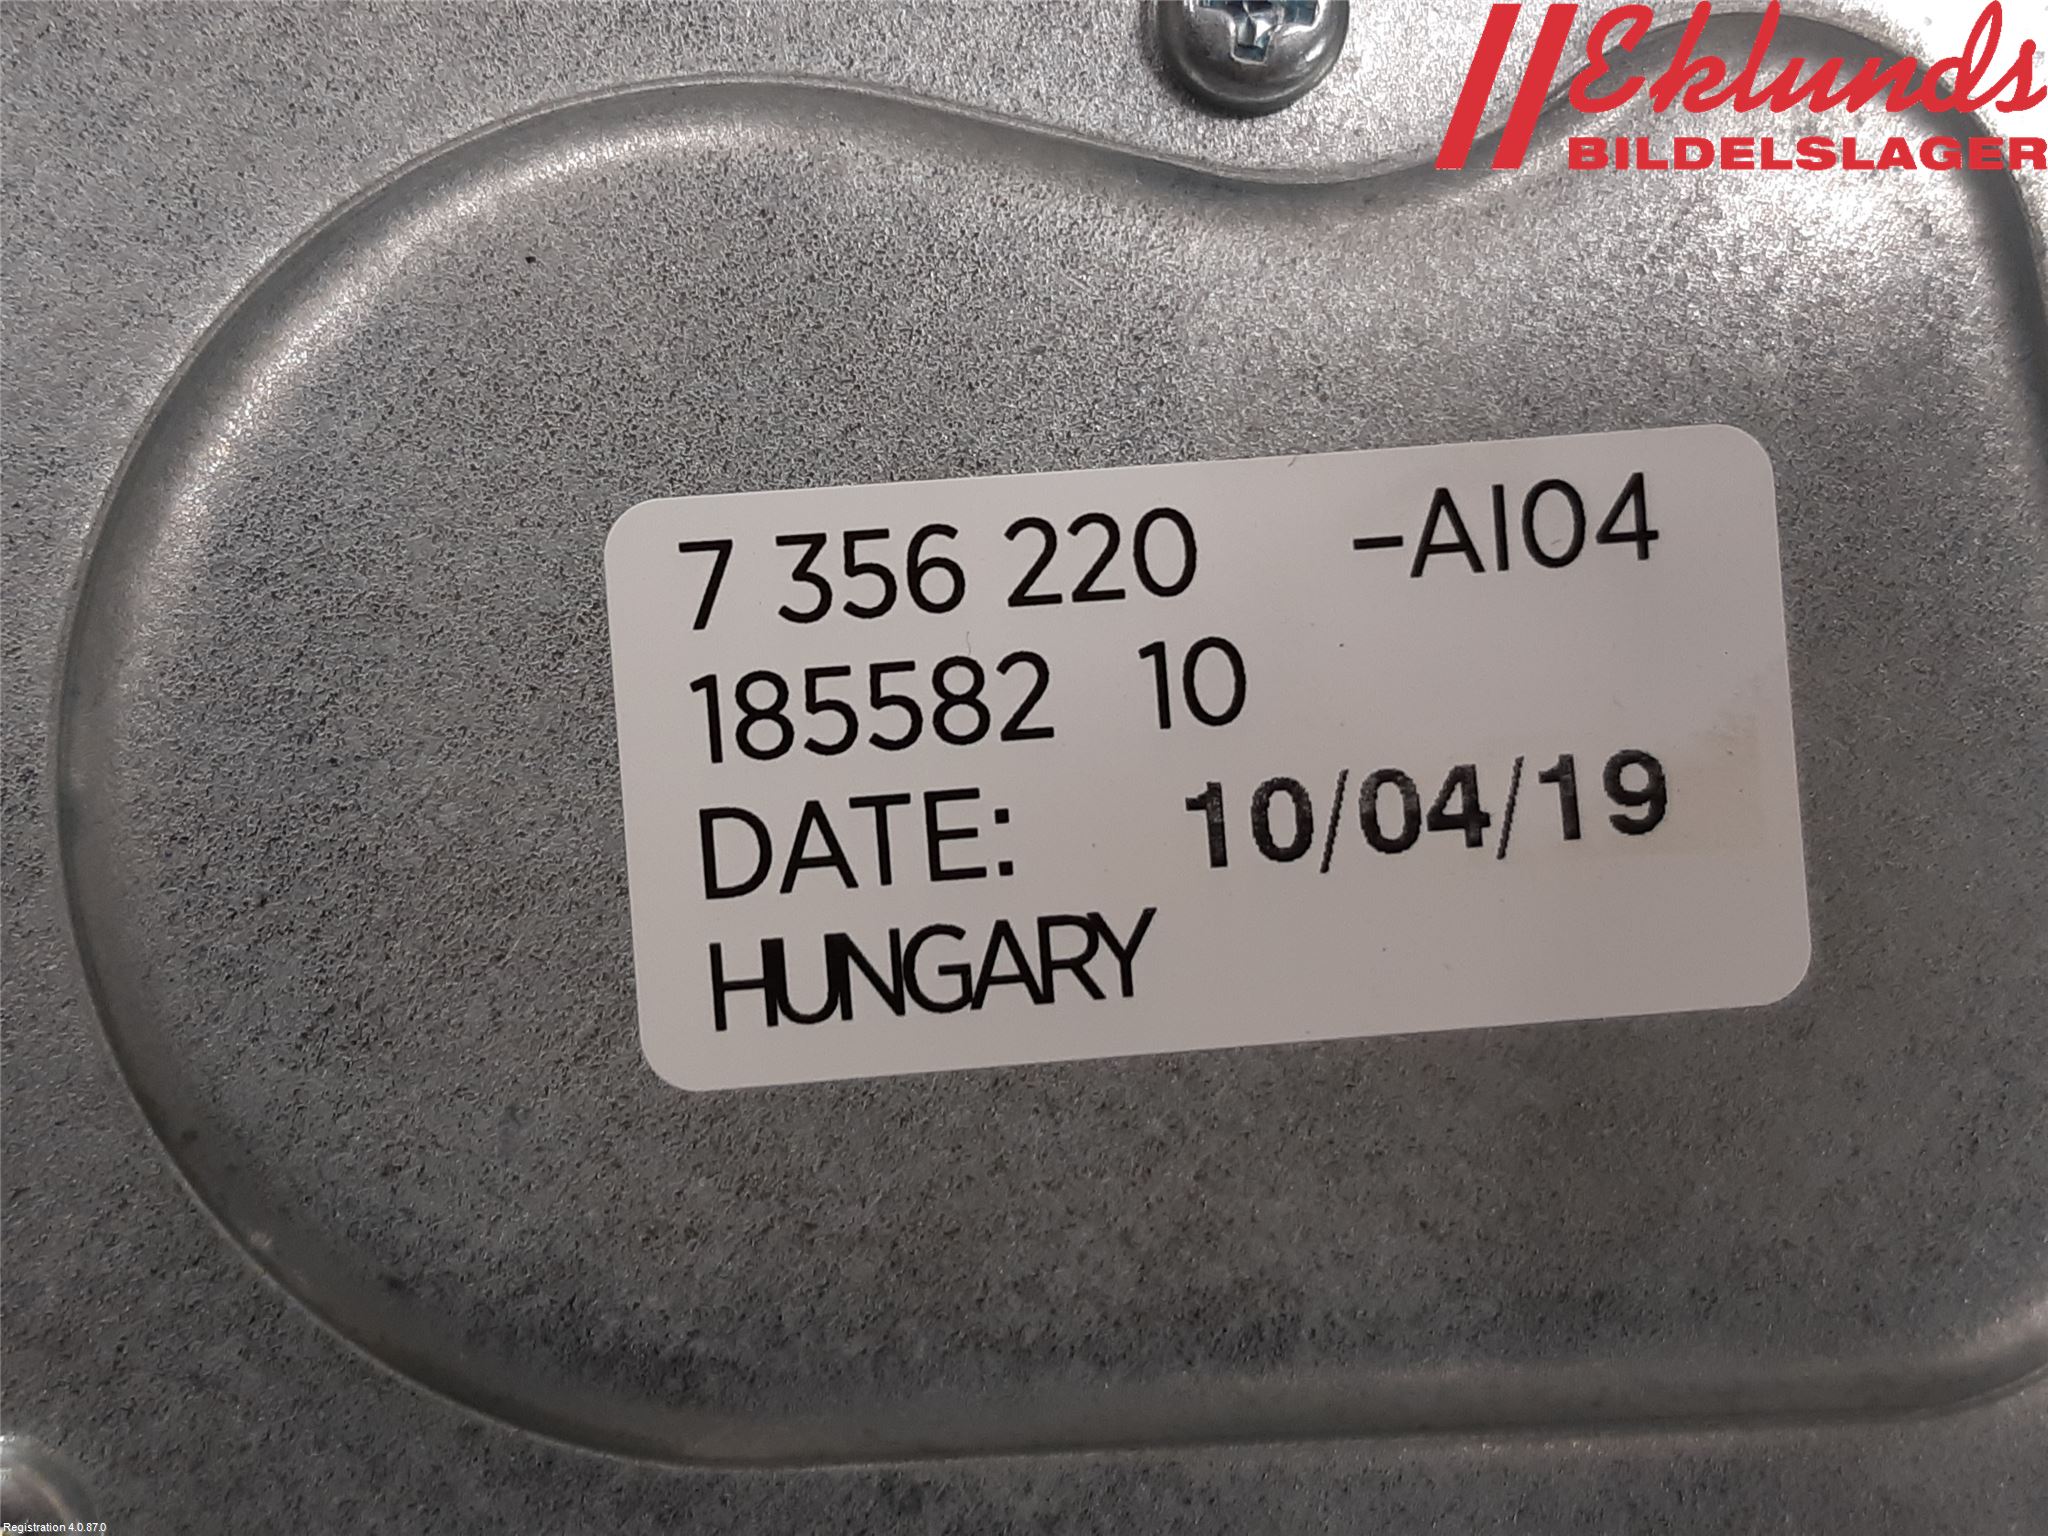 Eklunds
BILDELSLAGER
7 356 220 -AI04
185582 10
DATE: 10/04/19
HUNGARY
Registration 4.0.87.0